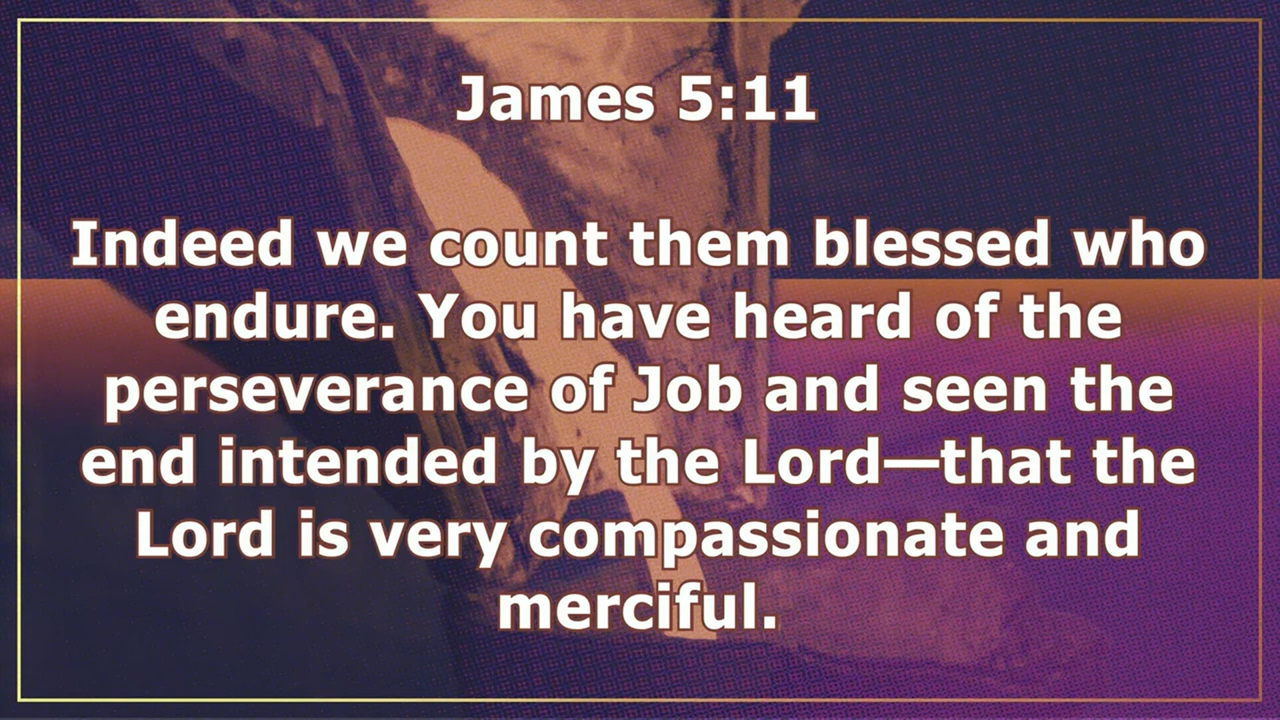 James 5:11
Indeed we count them blessed who
endure. You have heard of the
perseverance of Job and seen the
end intended by the Lord—that the
Lord is very compassionate and
merciful.